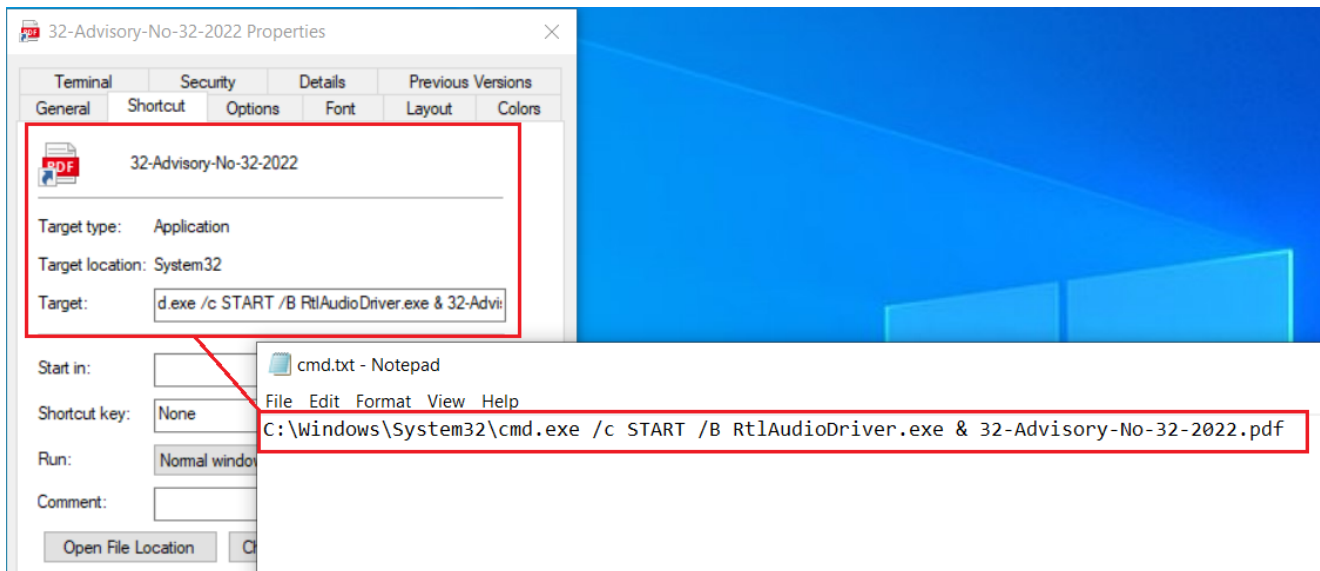 32-Advisory-No-32-2022 Properties
Terminal Security Details Previous Versions
General Shortcut Options Font Layout Colors
PDF 32-Advisory-No-32-2022
Target type: Application
Target location: System32
Target: d.exe /c START /B RtlAudioDriver.exe & 32-Advi
Start in:
cmd.txt - Notepad
File Edit Format View Help
Shortcut key: None
C:\Windows\System32\cmd.exe /c START /B RtlAudioDriver.exe & 32-Advisory-No-32-2022.pdf
Run: Normal window
Comment:
Open File Location Ch